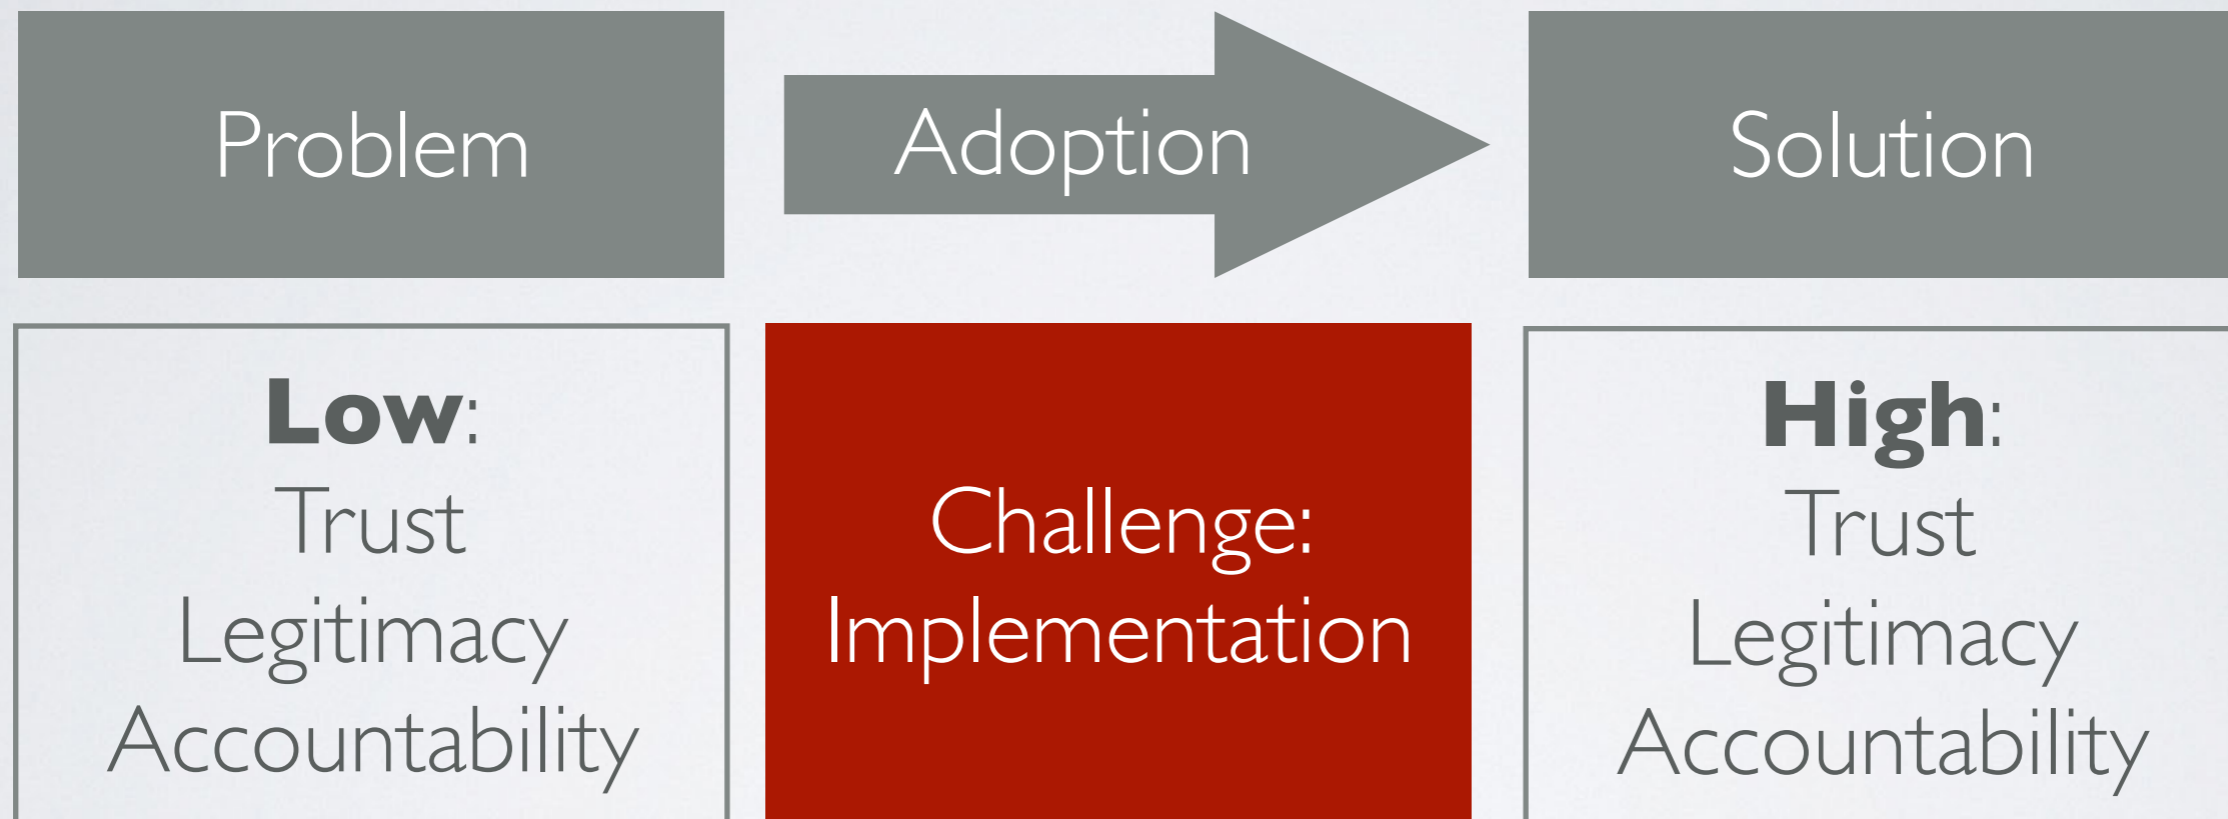 Problem
Adoption
Solution
Low:
Trust
Legitimacy
Accountability
Challenge:
Implementation
High:
Trust
Legitimacy
Accountability